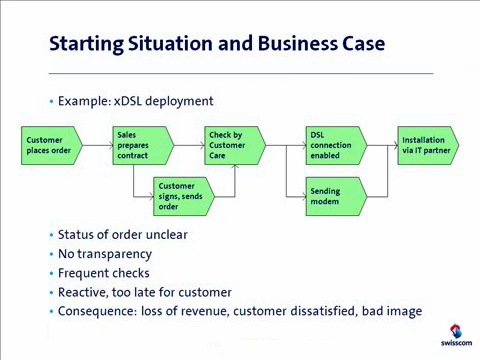 Starting Situation and Business Case
• Example: xDSL deployment
Customer
places order
Sales
prepares
contract
Check by
Customer
Care
DSL
connection
enabled
Installation
via IT partner
Customer
signs, sends
order
Sending
modem
• Status of order unclear
• No transparency
• Frequent checks
• Reactive, too late for customer
• Consequence: loss of revenue, customer dissatisfied, bad image
swisscom